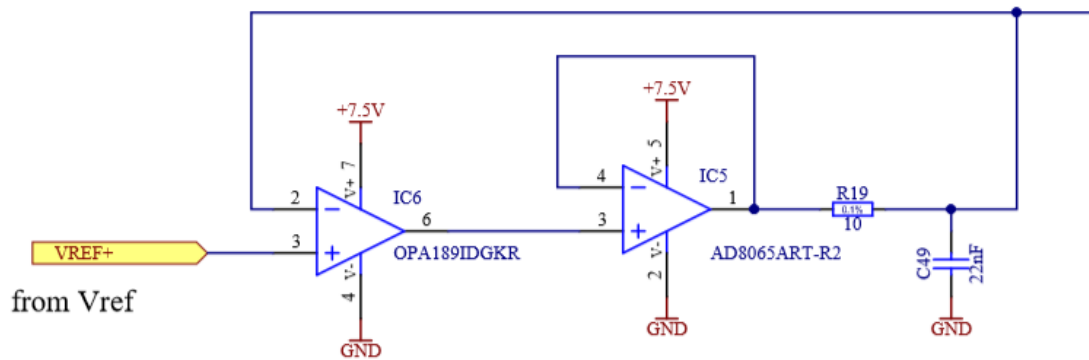 +7.5V
+7.5V
V+ 7
V+ 5
IC6
IC5
2
4
1
R19
0.1%
10
6
3
3
VREF+
OPA189IDGKR
AD8065ART-R2
V- 4
V- 2
C49
22nF
from Vref
GND
GND
GND